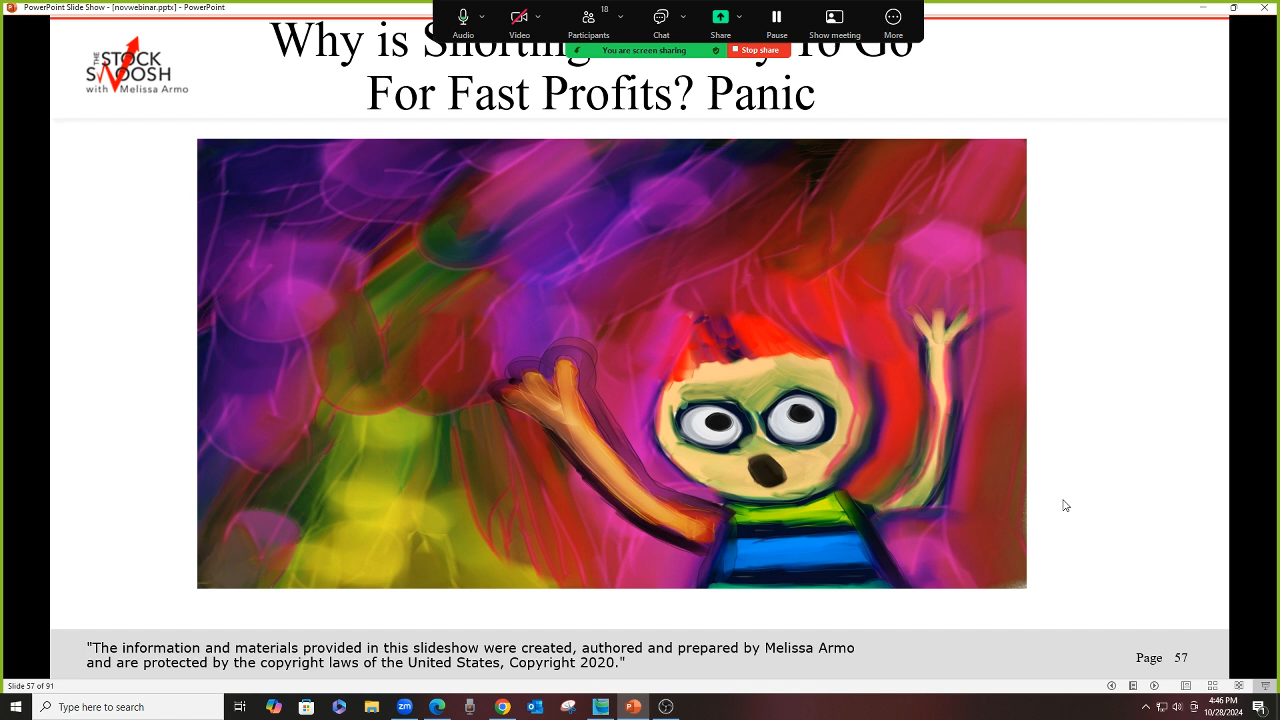 PowerPoint Slide Show - [novwebinar.pptx] - PowerPoint
18
Audio Video Participants Chat Share Pause Show meeting More
You are screen sharing Stop share
THE STOCK
SWOOSH
with Melissa Armo
Why is To Go
For Fast Profits? Panic
"The information and materials provided in this slideshow were created, authored and prepared by Melissa Armo
and are protected by the copyright laws of the United States, Copyright 2020."
Page 57
Slide 57 of 91
Type here to search
4:46 PM
10/28/2024